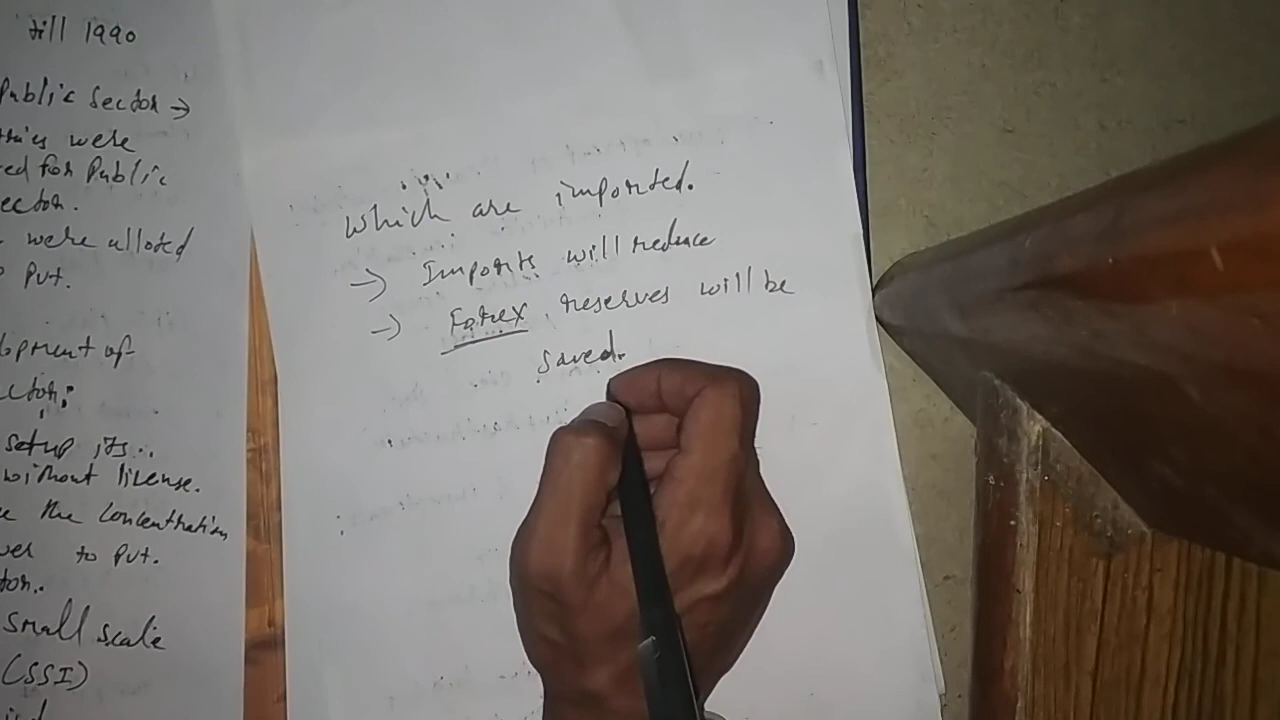 till 1990
Public Sector →
were
for Public
were alloted
Put.
of
setup its
without license.
the concentration
to Put.
small scale
(SSI)
which are imported.
→ Imports will reduce
→ Forex reserves will be
saved.